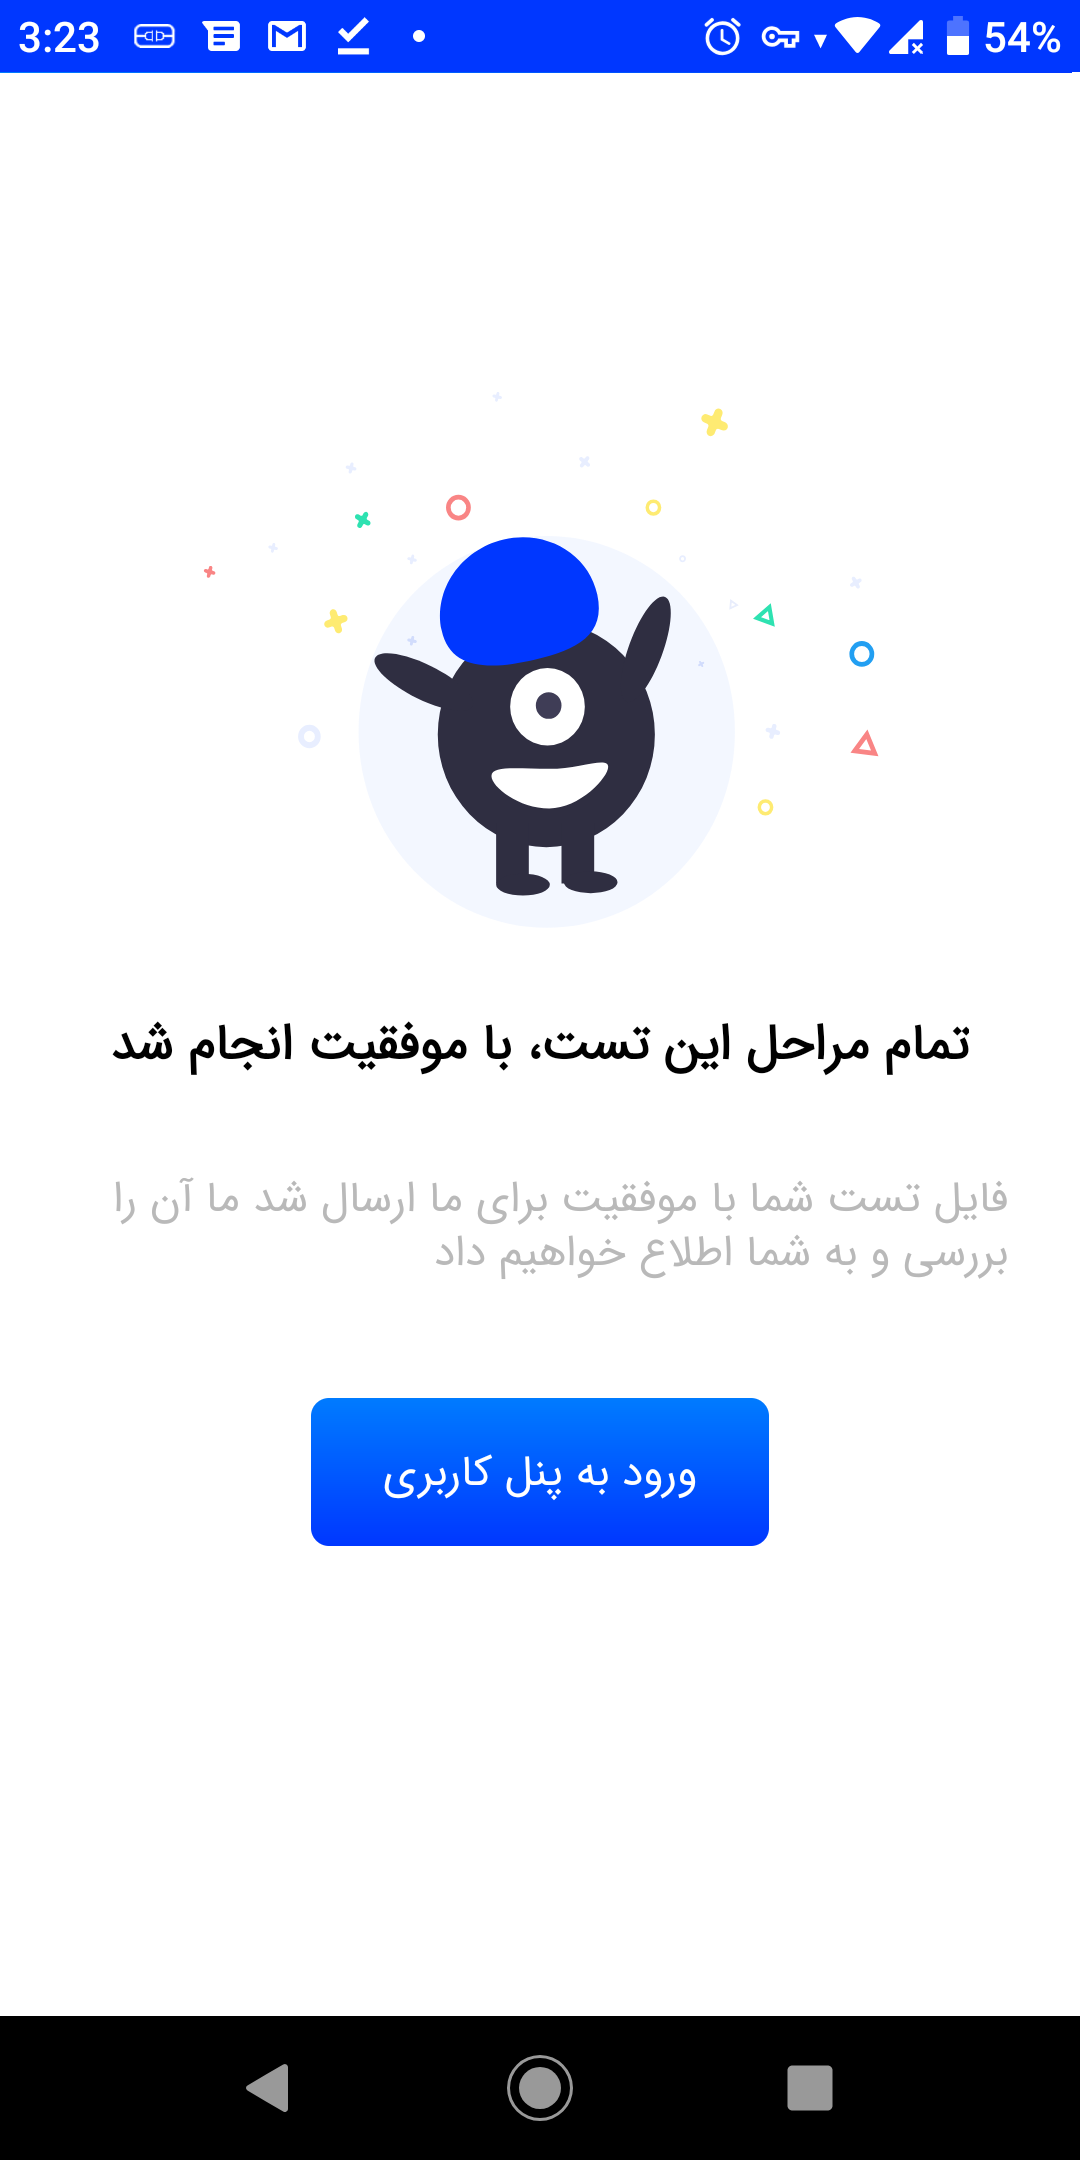 3:23
54%
تمام مراحل این تست، با موفقیت انجام شد
فایل تست شما با موفقیت برای ما ارسال شد ما آن را
بررسی و به شما اطلاع خواهیم داد
ورود به پنل کاربری